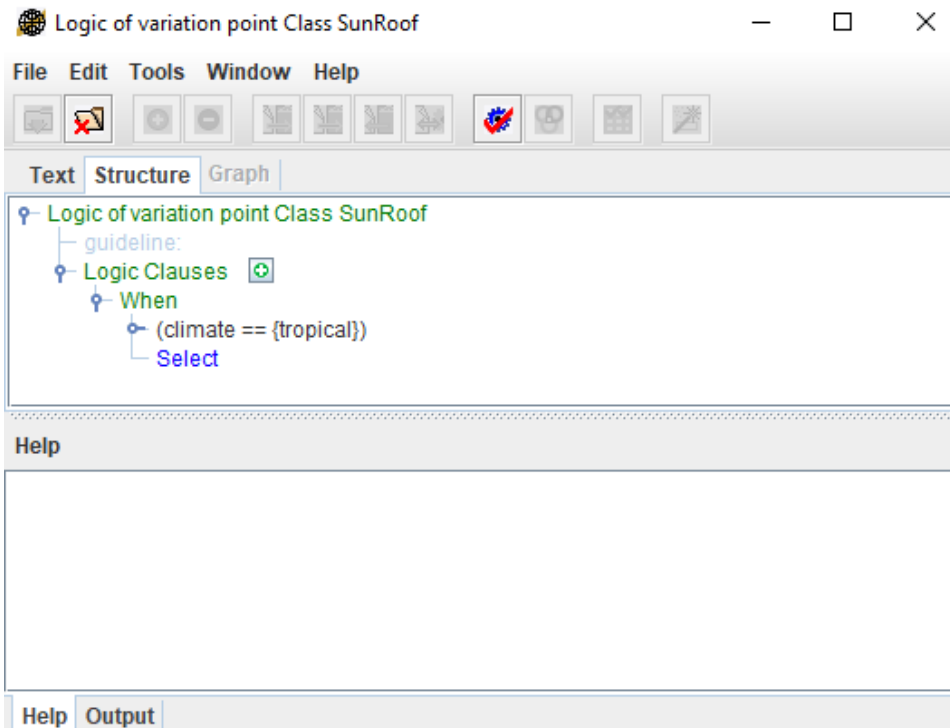 Logic of variation point Class SunRoof
File Edit Tools Window Help
Text Structure Graph
Logic of variation point Class SunRoof
guideline:
Logic Clauses
When
(climate == {tropical})
Select
Help
Help Output